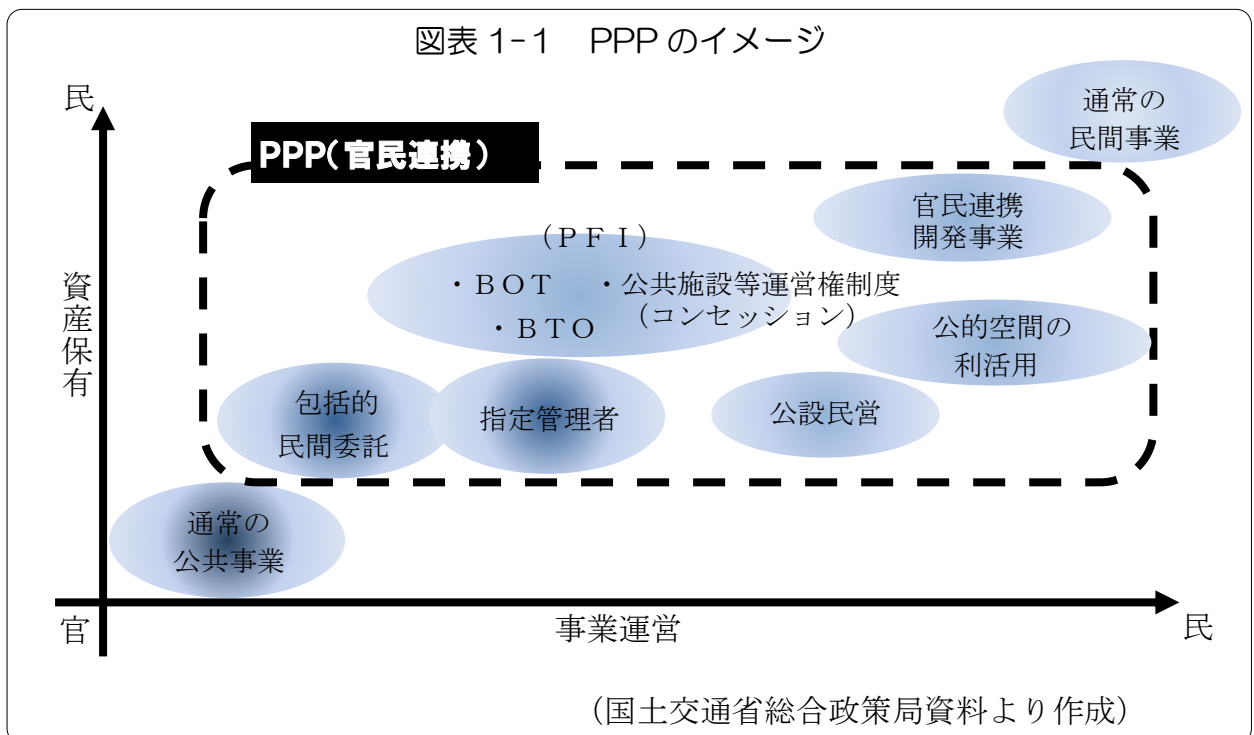 図表 1-1　PPP のイメージ
民
通常の
民間事業
PPP(官民連携)
官民連携
開発事業
(ＰＦＩ)
・ＢＯＴ　・公共施設等運営権制度
・ＢＴＯ　(コンセッション)
資産保有
公的空間の
利活用
包括的
民間委託
指定管理者
公設民営
通常の
公共事業
官
事業運営
民
(国土交通省総合政策局資料より作成)